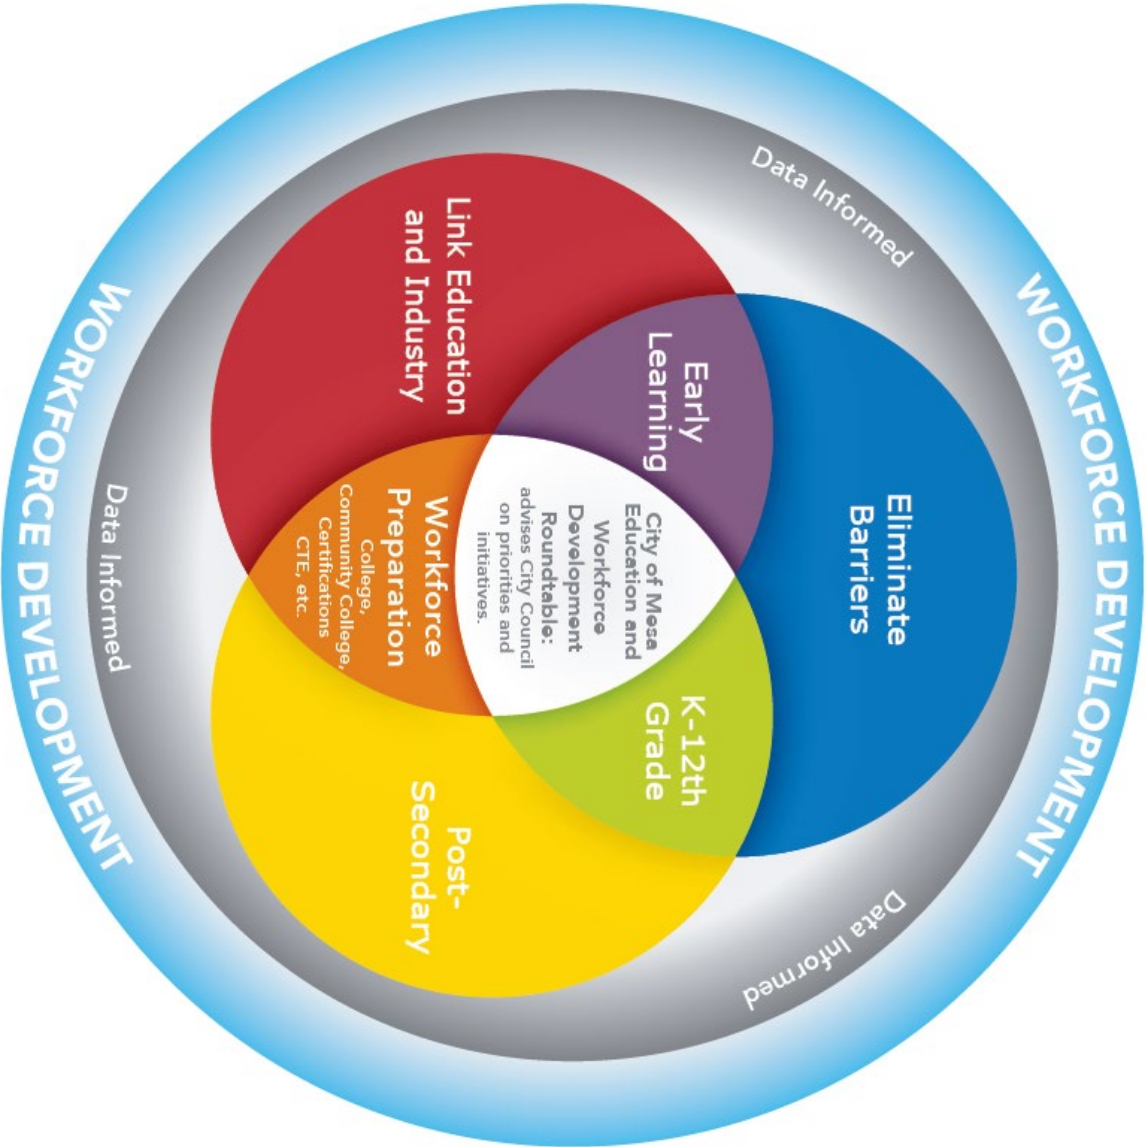 WORKFORCE DEVELOPMENT
Data Informed
Data Informed
Eliminate
Barriers
Early
Learning
K-12th
Grade
City of Mesa
Education and
Workforce
Development
Roundtable:
advises City Council
on priorities and
initiatives.
Link Education
and Industry
Post-
Secondary
Workforce
Preparation
College,
Community College,
Certifications
CTE, etc.
Data Informed
WORKFORCE DEVELOPMENT